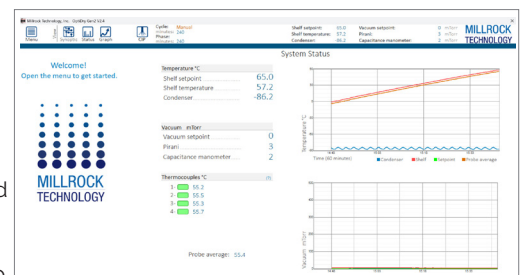 Millrock Technology, Inc. OptiDry Gen2 V2.4
Menu
Synoptic
Status
Graph
CIP
Cycle: Manual
minutes: 240
Phase:
minutes: 240
Shelf setpoint: 65.0
Shelf temperature: 57.2
Condenser: -86.2
Vacuum setpoint 0 mTorr
Pirani: 3 mTorr
Capacitance manometer: 2 mTorr
MILLROCK
TECHNOLOGY
Welcome!
Open the menu to get started.
MILLROCK
TECHNOLOGY
System Status
Temperature °C
Shelf setpoint 65.0
Shelf temperature 57.2
Condenser -86.2
Vacuum mTorr
Vacuum setpoint 0
Pirani 3
Capacitance manometer 2
Thermocouples °C
1: 55.2
2: 55.5
3: 55.3
4: 55.7
Probe average: 55.4
Temperature °C
Time (60 minutes)
Condenser
Shelf
Setpoint
Probe average
Vacuum mTorr